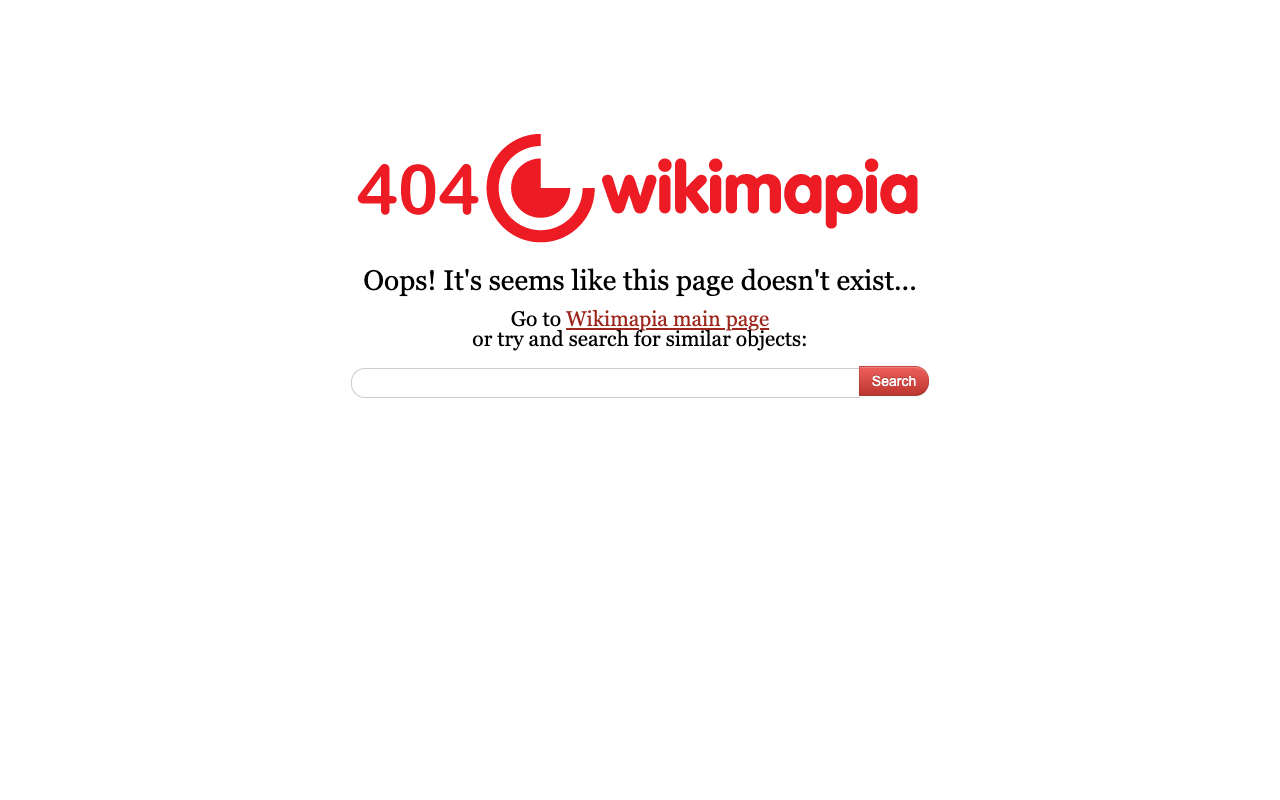 404 wikimapia
Oops! It's seems like this page doesn't exist...
Go to Wikimapia main page
or try and search for similar objects:
Search